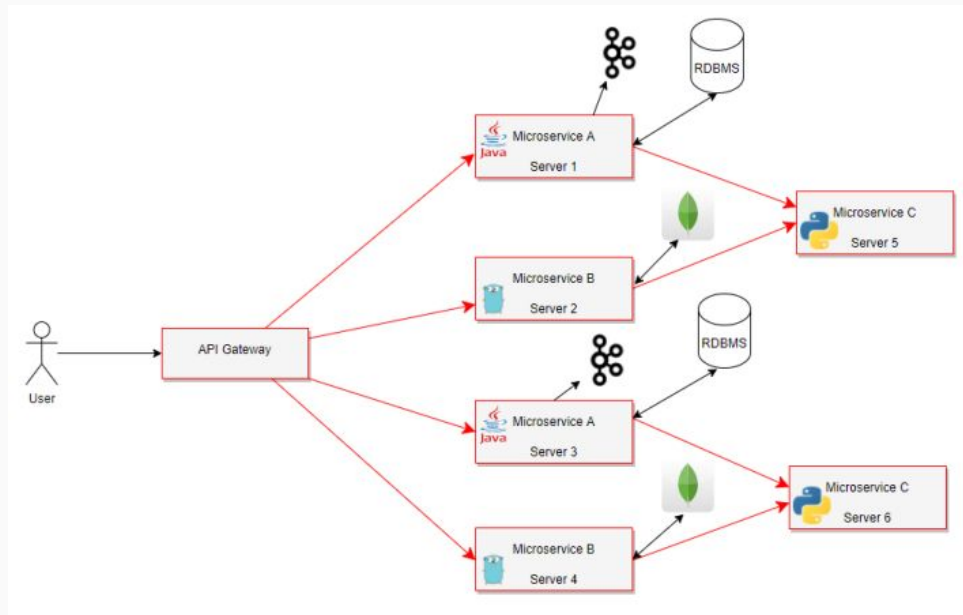 RDBMS
Microservice A
Java
Server 1
Microservice C
Server 5
Microservice B
Server 2
RDBMS
API Gateway
User
Microservice A
Java
Server 3
Microservice C
Server 6
Microservice B
Server 4